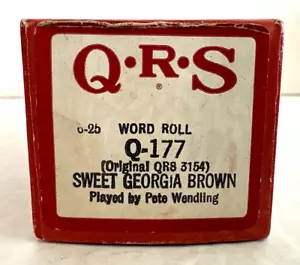 Q·R·S
®
6-25 WORD ROLL
Q-177
(Original QRS 3154)
SWEET GEORGIA BROWN
Played by Pete Wendling